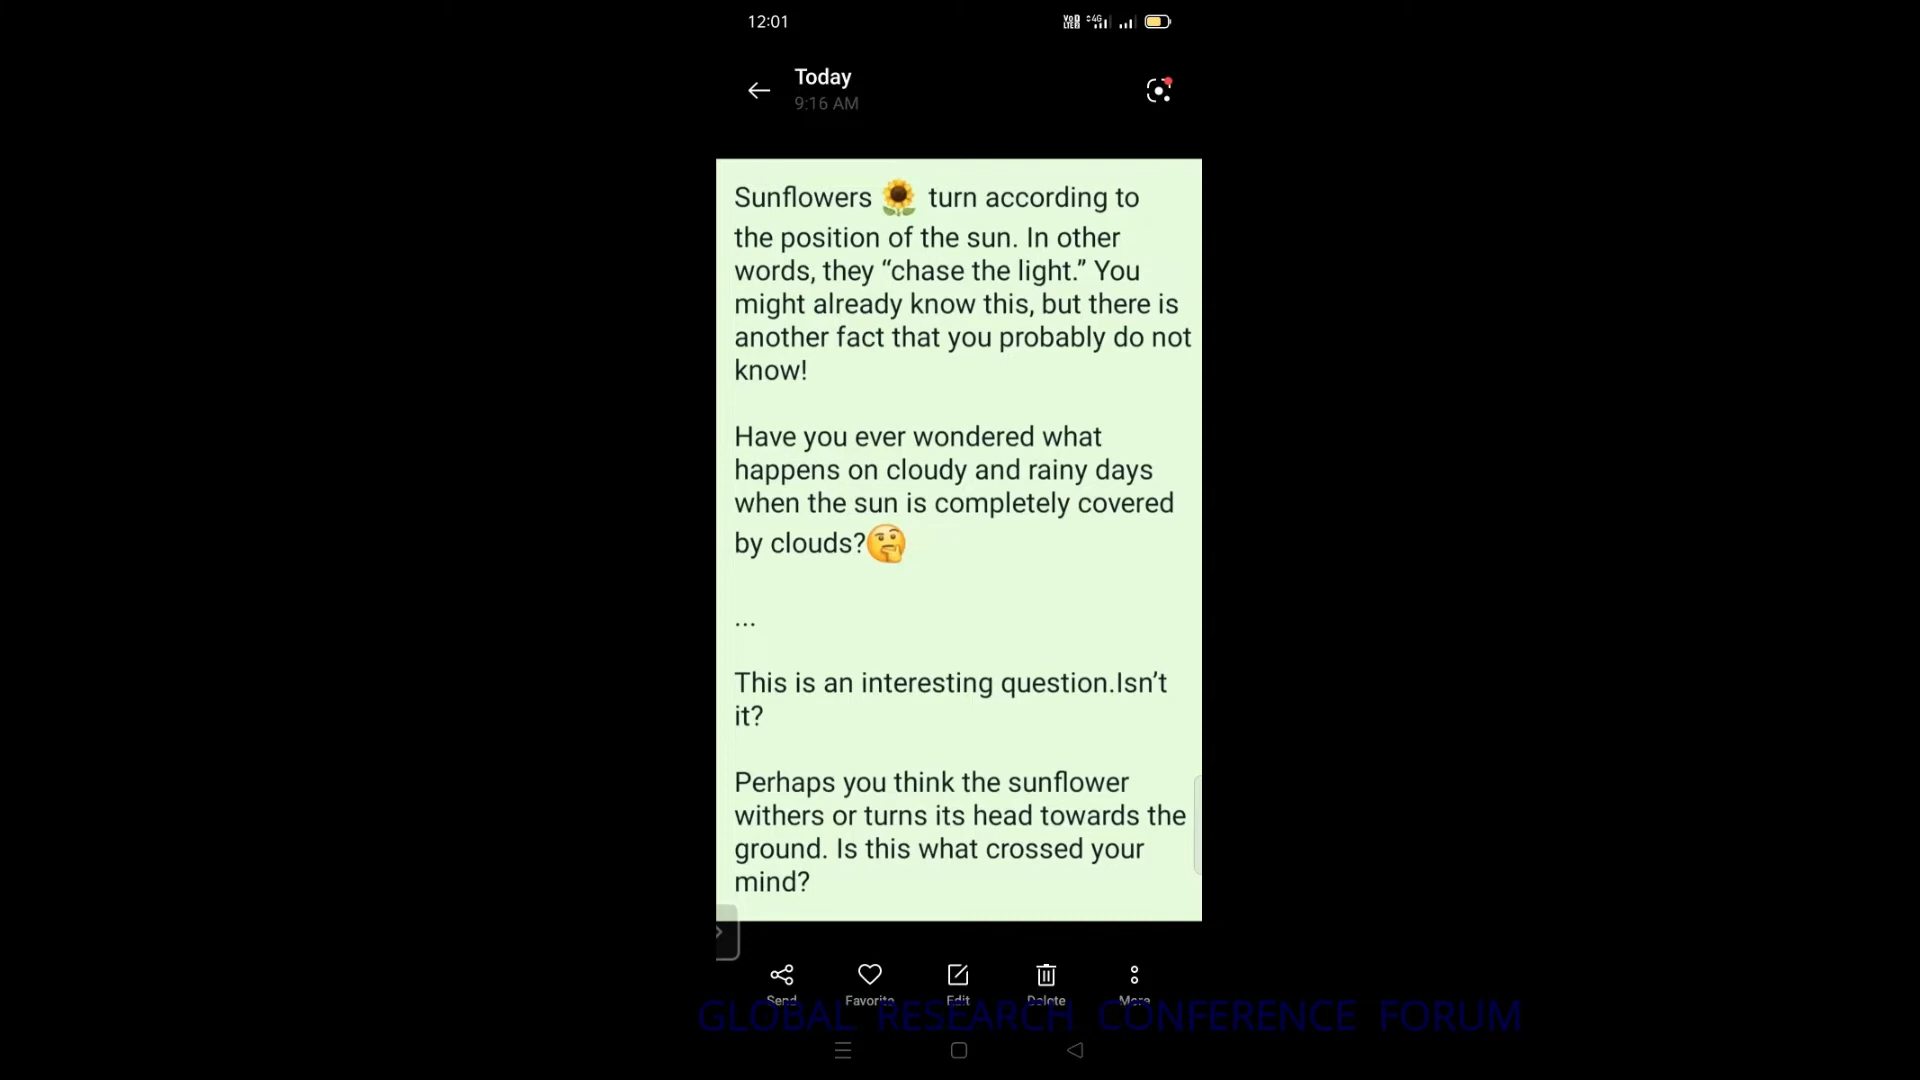 12:01
VoD LTE2 4G
Today
9:16 AM
Sunflowers 🌻 turn according to
the position of the sun. In other
words, they “chase the light.” You
might already know this, but there is
another fact that you probably do not
know!
Have you ever wondered what
happens on cloudy and rainy days
when the sun is completely covered
by clouds?🤔
...
This is an interesting question.Isn’t
it?
Perhaps you think the sunflower
withers or turns its head towards the
ground. Is this what crossed your
mind?
Send Favorite Edit Delete More
GLOBAL RESEARCH CONFERENCE FORUM